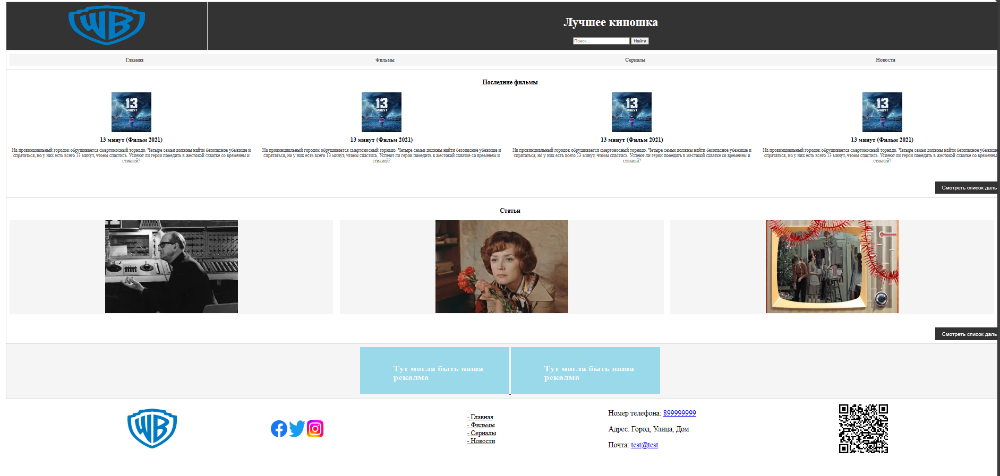 WB
Лучшее киношка
Поиск... Найти
Главная Фильмы Сериалы Новости
Последние фильмы
13 МИНУТ
13 МИНУТ
13 МИНУТ
13 МИНУТ
13 минут (Фильм 2021) 13 минут (Фильм 2021) 13 минут (Фильм 2021) 13 минут (Фильм 2021)
На провинциальный городок обрушивается смертоносный торнадо. Четыре семьи должны найти безопасное убежище и
спрятаться, но у них есть всего 13 минут, чтобы спастись. Успеют ли герои победить в жестокой схватке со временем и
стихией?
На провинциальный городок обрушивается смертоносный торнадо. Четыре семьи должны найти безопасное убежище и
спрятаться, но у них есть всего 13 минут, чтобы спастись. Успеют ли герои победить в жестокой схватке со временем и
стихией?
На провинциальный городок обрушивается смертоносный торнадо. Четыре семьи должны найти безопасное убежище и
спрятаться, но у них есть всего 13 минут, чтобы спастись. Успеют ли герои победить в жестокой схватке со временем и
стихией?
На провинциальный городок обрушивается смертоносный торнадо. Четыре семьи должны найти безопасное убежище
спрятаться, но у них есть всего 13 минут, чтобы спастись. Успеют ли герои победить в жестокой схватке со временем
стихией?
Смотреть список даль
Статьи
Смотреть список даль
Тут могла быть ваша
рекалма
Тут могла быть ваша
рекалма
WB
- Главная
- Фильмы
- Сериалы
- Новости
Номер телефона: 899999999
Адрес: Город, Улица, Дом
Почта: test@test